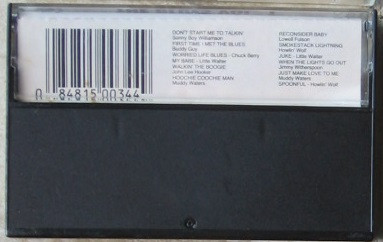 DON'T START ME TO TALKIN'
Sonny Boy Williamson
FIRST TIME I MET THE BLUES
Buddy Guy
WORRIED LIFE BLUES - Chuck Berry
MY BABE - Little Walter
WALKIN' THE BOOGIE
John Lee Hooker
HOOCHIE COOCHIE MAN
Muddy Waters
RECONSIDER BABY
Lowell Fulson
SMOKESTACK LIGHTNING
Howlin' Wolf
JUKE - Little Walter
WHEN THE LIGHTS GO OUT
Jimmy Witherspoon
JUST MAKE LOVE TO ME
Muddy Waters
SPOONFUL - Howlin' Wolf
0 84815 00344